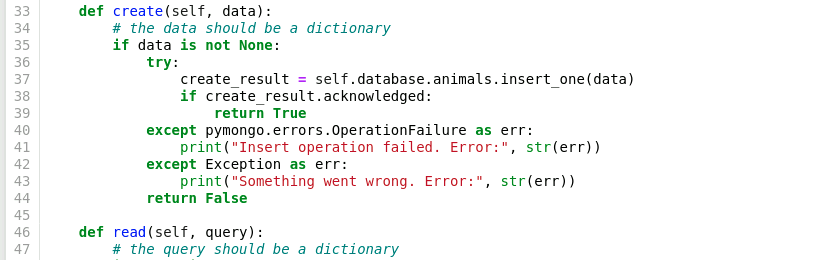 33     def create(self, data):
34         # the data should be a dictionary
35         if data is not None:
36             try:
37                 create_result = self.database.animals.insert_one(data)
38                 if create_result.acknowledged:
39                     return True
40             except pymongo.errors.OperationFailure as err:
41                 print("Insert operation failed. Error:", str(err))
42             except Exception as err:
43                 print("Something went wrong. Error:", str(err))
44             return False
45
46     def read(self, query):
47         # the query should be a dictionary